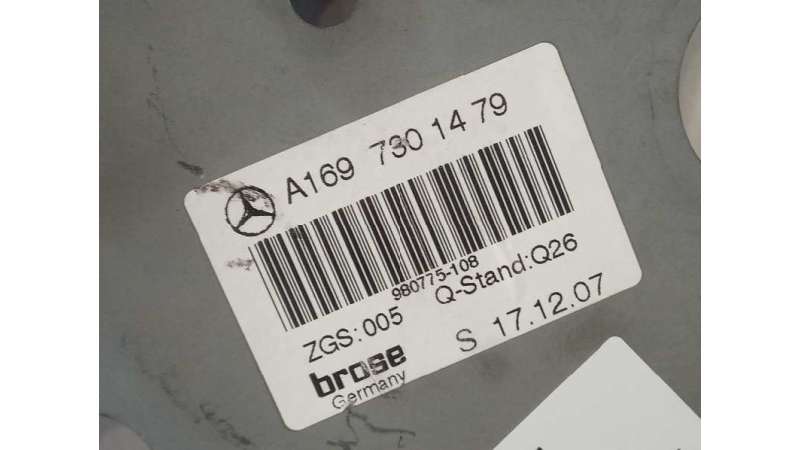 A169 730 14 79
980775-108
ZGS: 005 Q-Stand:Q26
brose S 17.12.07
Germany